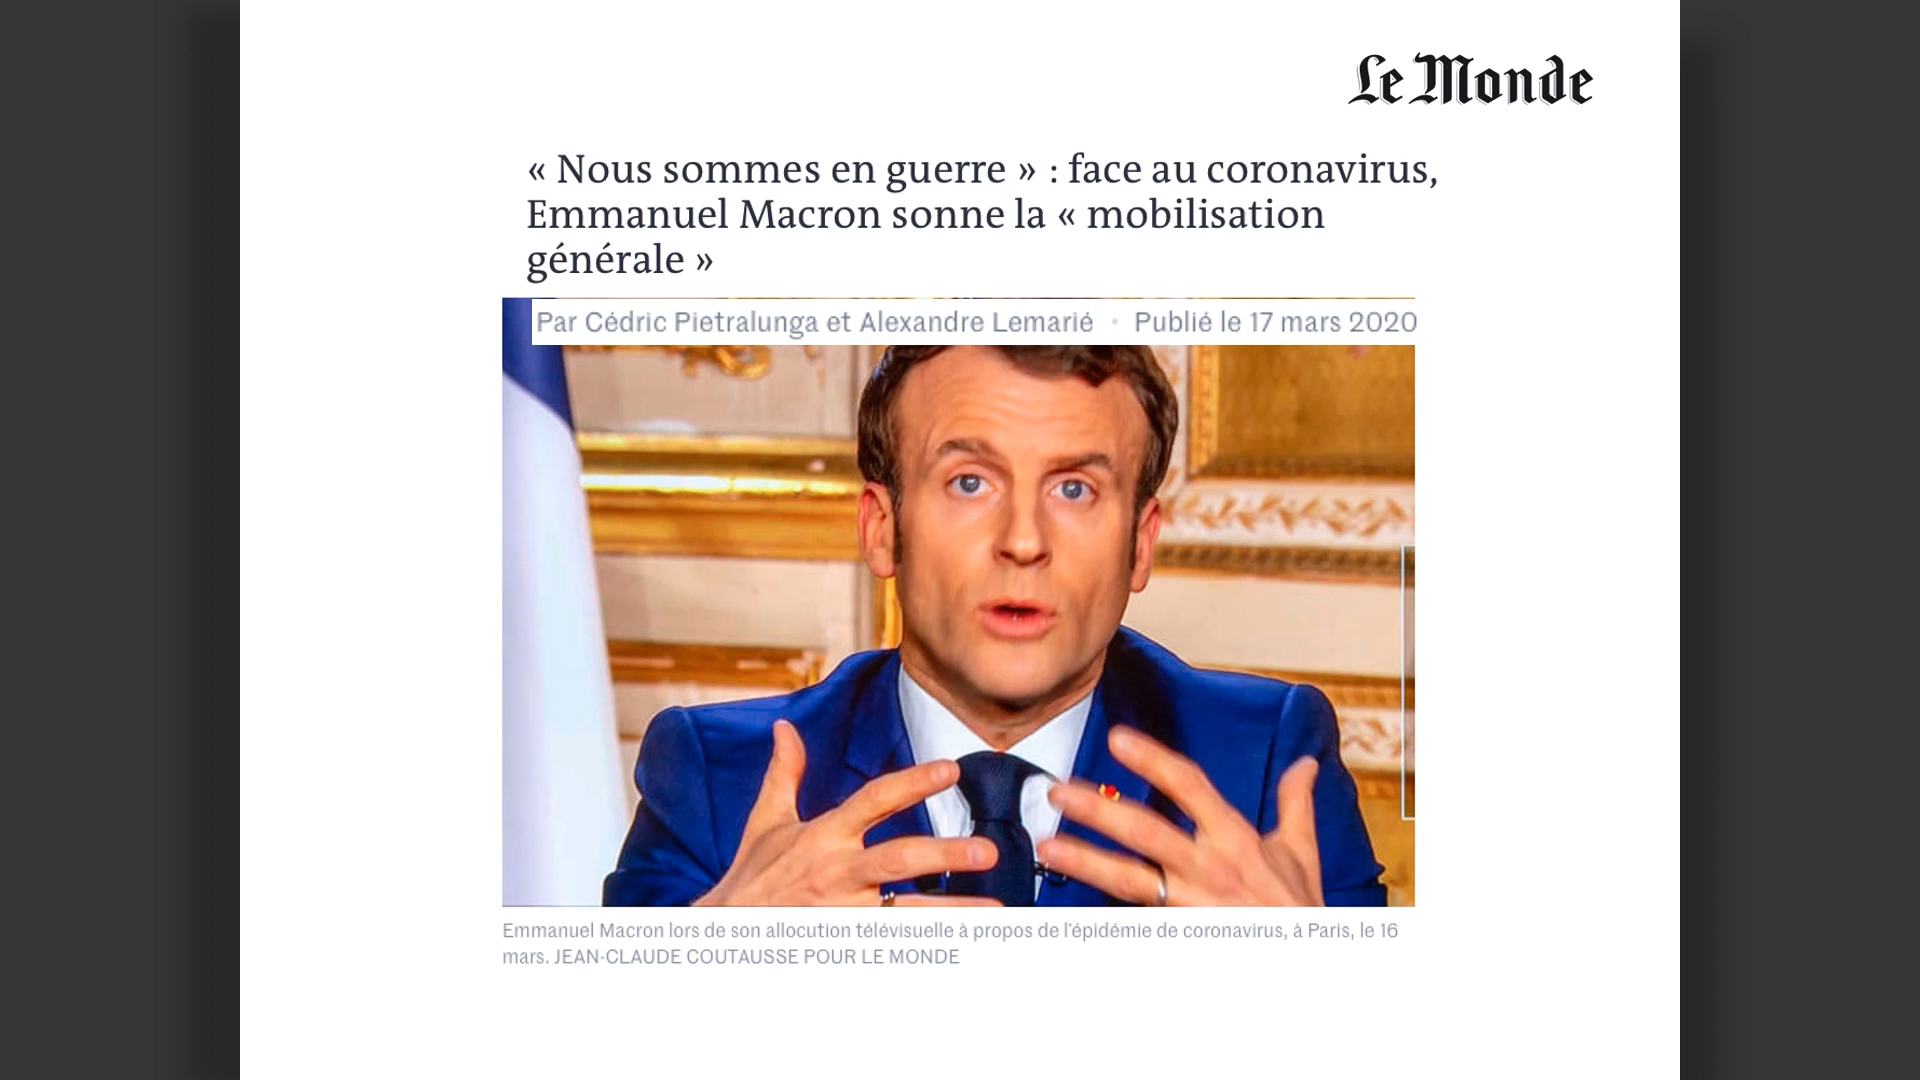 Le Monde
« Nous sommes en guerre » : face au coronavirus,
Emmanuel Macron sonne la « mobilisation
générale »
Par Cédric Pietralunga et Alexandre Lemarié • Publié le 17 mars 2020
Emmanuel Macron lors de son allocution télévisuelle à propos de l'épidémie de coronavirus, à Paris, le 16
mars. JEAN-CLAUDE COUTAUSSE POUR LE MONDE